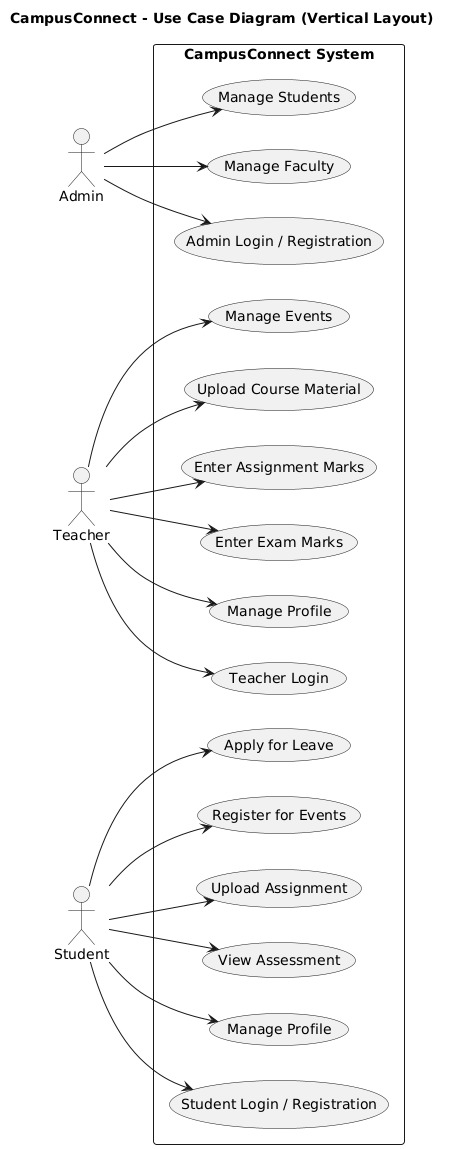 CampusConnect - Use Case Diagram (Vertical Layout)
CampusConnect System
Manage Students
Manage Faculty
Admin
Admin Login / Registration
Manage Events
Upload Course Material
Enter Assignment Marks
Teacher
Enter Exam Marks
Manage Profile
Teacher Login
Apply for Leave
Register for Events
Upload Assignment
Student
View Assessment
Manage Profile
Student Login / Registration